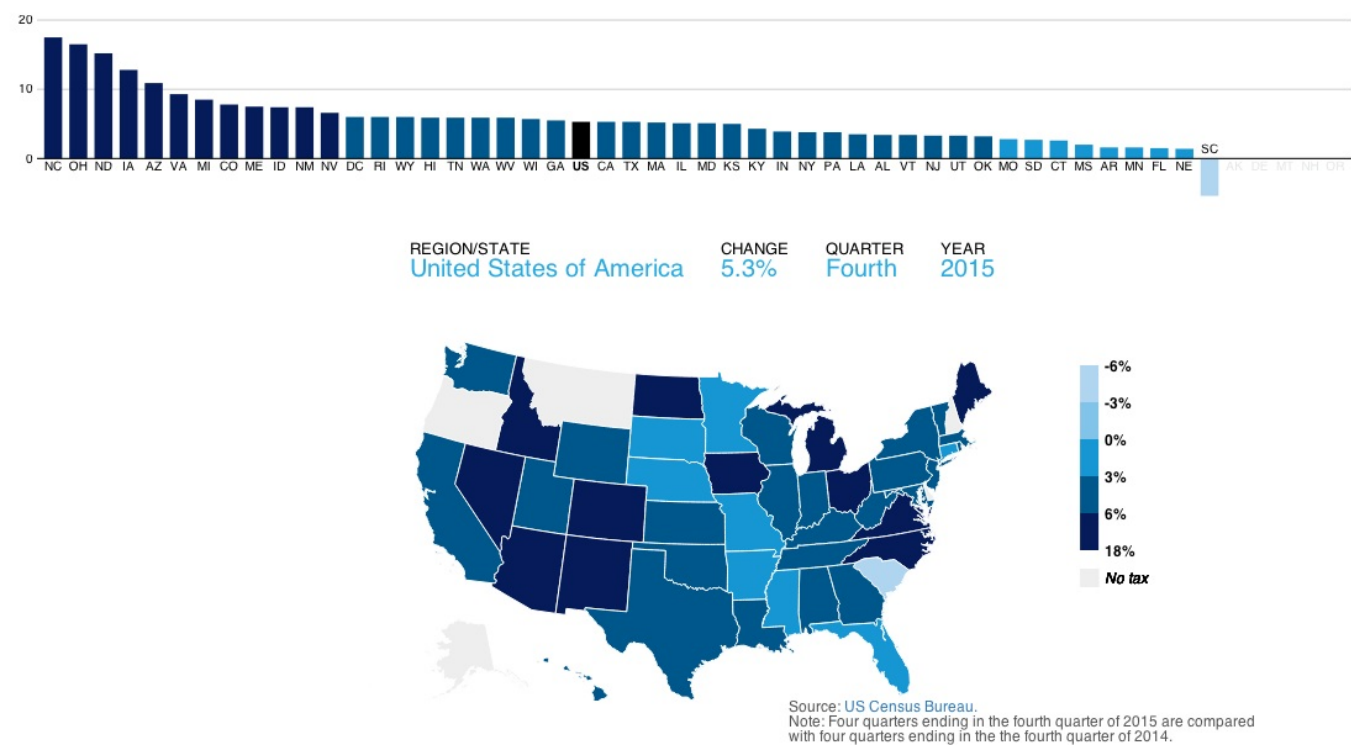 20
10
0
NC OH ND IA AZ VA MI CO ME ID NM NV DC RI WY HI TN WA WV WI GA US CA TX MA IL MD KS KY IN NY PA LA AL VT NJ UT OK MO SD CT MS AR MN FL NE SC AK DE MT NH OR
REGION/STATE CHANGE QUARTER YEAR
United States of America 5.3% Fourth 2015
-6%
-3%
0%
3%
6%
18%
No tax
Source: US Census Bureau.
Note: Four quarters ending in the fourth quarter of 2015 are compared
with four quarters ending in the the fourth quarter of 2014.